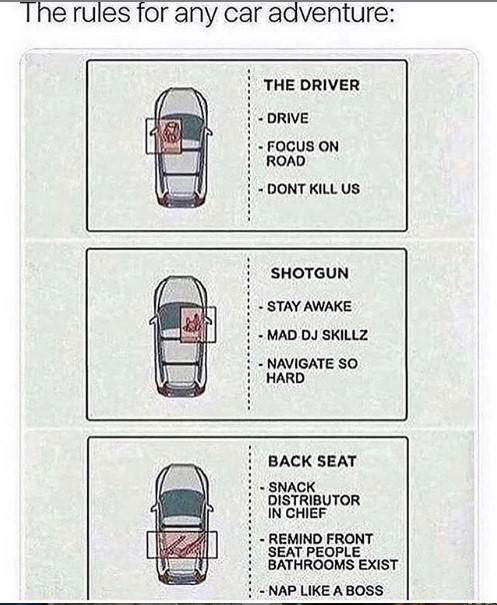 The rules for any car adventure:
THE DRIVER
- DRIVE
- FOCUS ON
ROAD
- DONT KILL US
SHOTGUN
- STAY AWAKE
- MAD DJ SKILLZ
- NAVIGATE SO
HARD
BACK SEAT
- SNACK
DISTRIBUTOR
IN CHIEF
- REMIND FRONT
SEAT PEOPLE
BATHROOMS EXIST
- NAP LIKE A BOSS